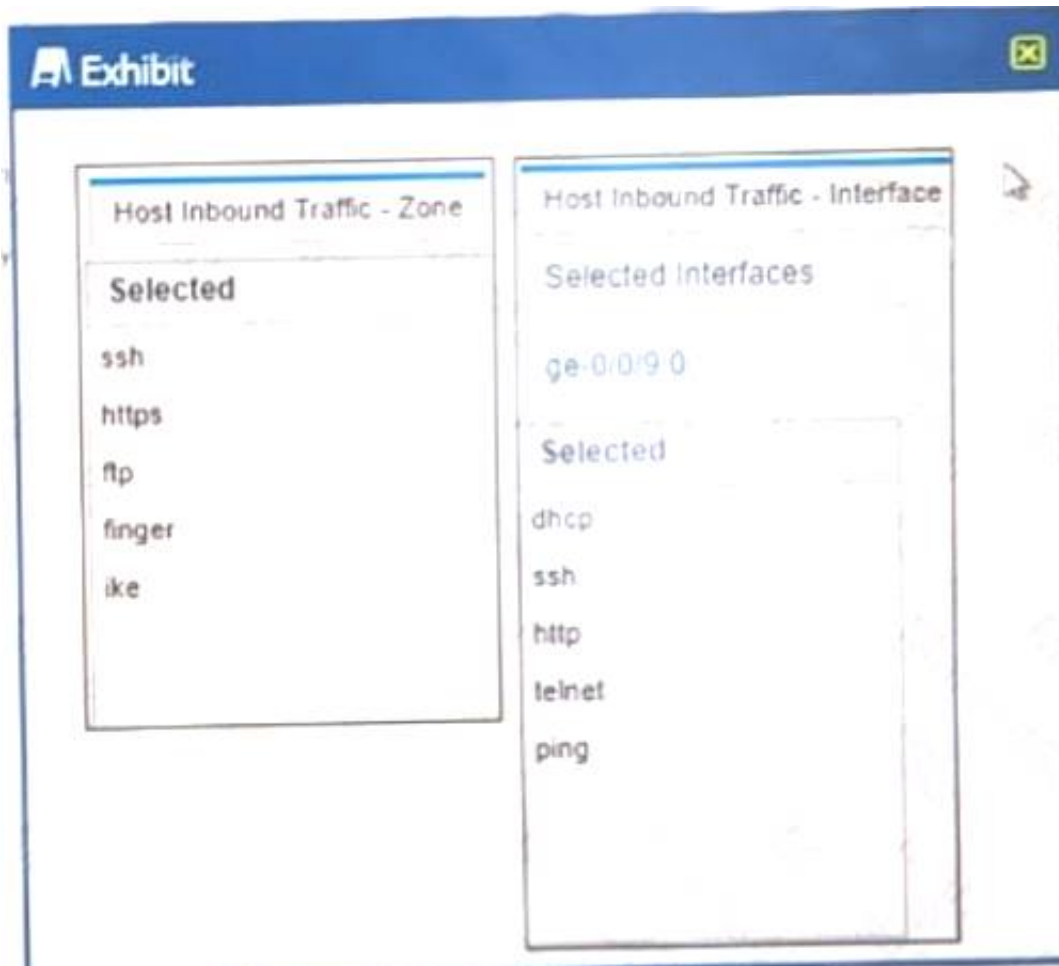 Exhibit
Host Inbound Traffic - Zone
Selected
ssh
https
ftp
finger
ike
Host Inbound Traffic - Interface
Selected Interfaces
ge-0/0/9.0
Selected
dhcp
ssh
http
telnet
ping